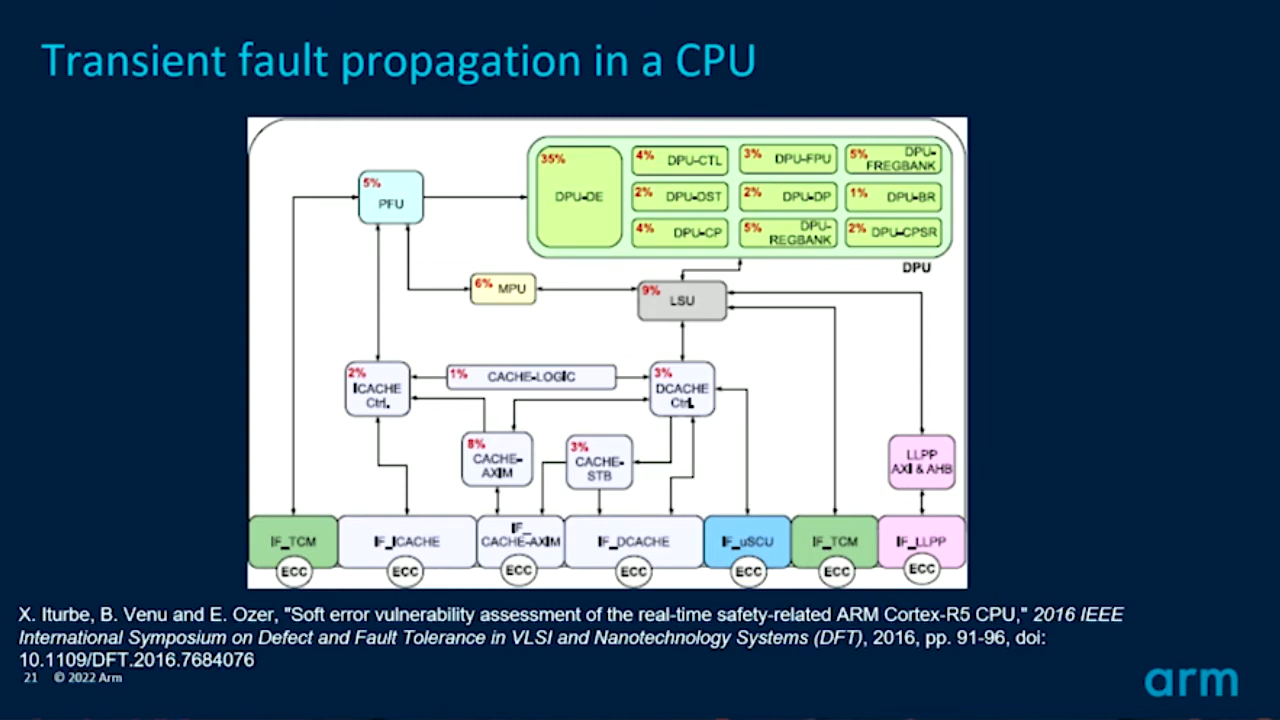 Transient fault propagation in a CPU
35%
DPU-DE
4%
DPU-CTL
3%
DPU-FPU
5%
DPU-
FREGBANK
2%
DPU-DST
2%
DPU-DP
1%
DPU-BR
4%
DPU-CP
5%
DPU-
REGBANK
2%
DPU-CPSR
DPU
5%
PFU
6%
MPU
9%
LSU
2%
ICACHE
Ctrl.
1%
CACHE-LOGIC
3%
DCACHE
Ctrl.
8%
CACHE-
AXIM
3%
CACHE-
STB
LLPP
AXI & AHB
IF_TCM
IF_ICACHE
IF_
CACHE-AXIM
IF_DCACHE
IF_uSCU
IF_TCM
IF_LLPP
ECC
ECC
ECC
ECC
ECC
ECC
ECC
X. Iturbe, B. Venu and E. Ozer, "Soft error vulnerability assessment of the real-time safety-related ARM Cortex-R5 CPU," 2016 IEEE
International Symposium on Defect and Fault Tolerance in VLSI and Nanotechnology Systems (DFT), 2016, pp. 91-96, doi:
10.1109/DFT.2016.7684076
21 © 2022 Arm
arm